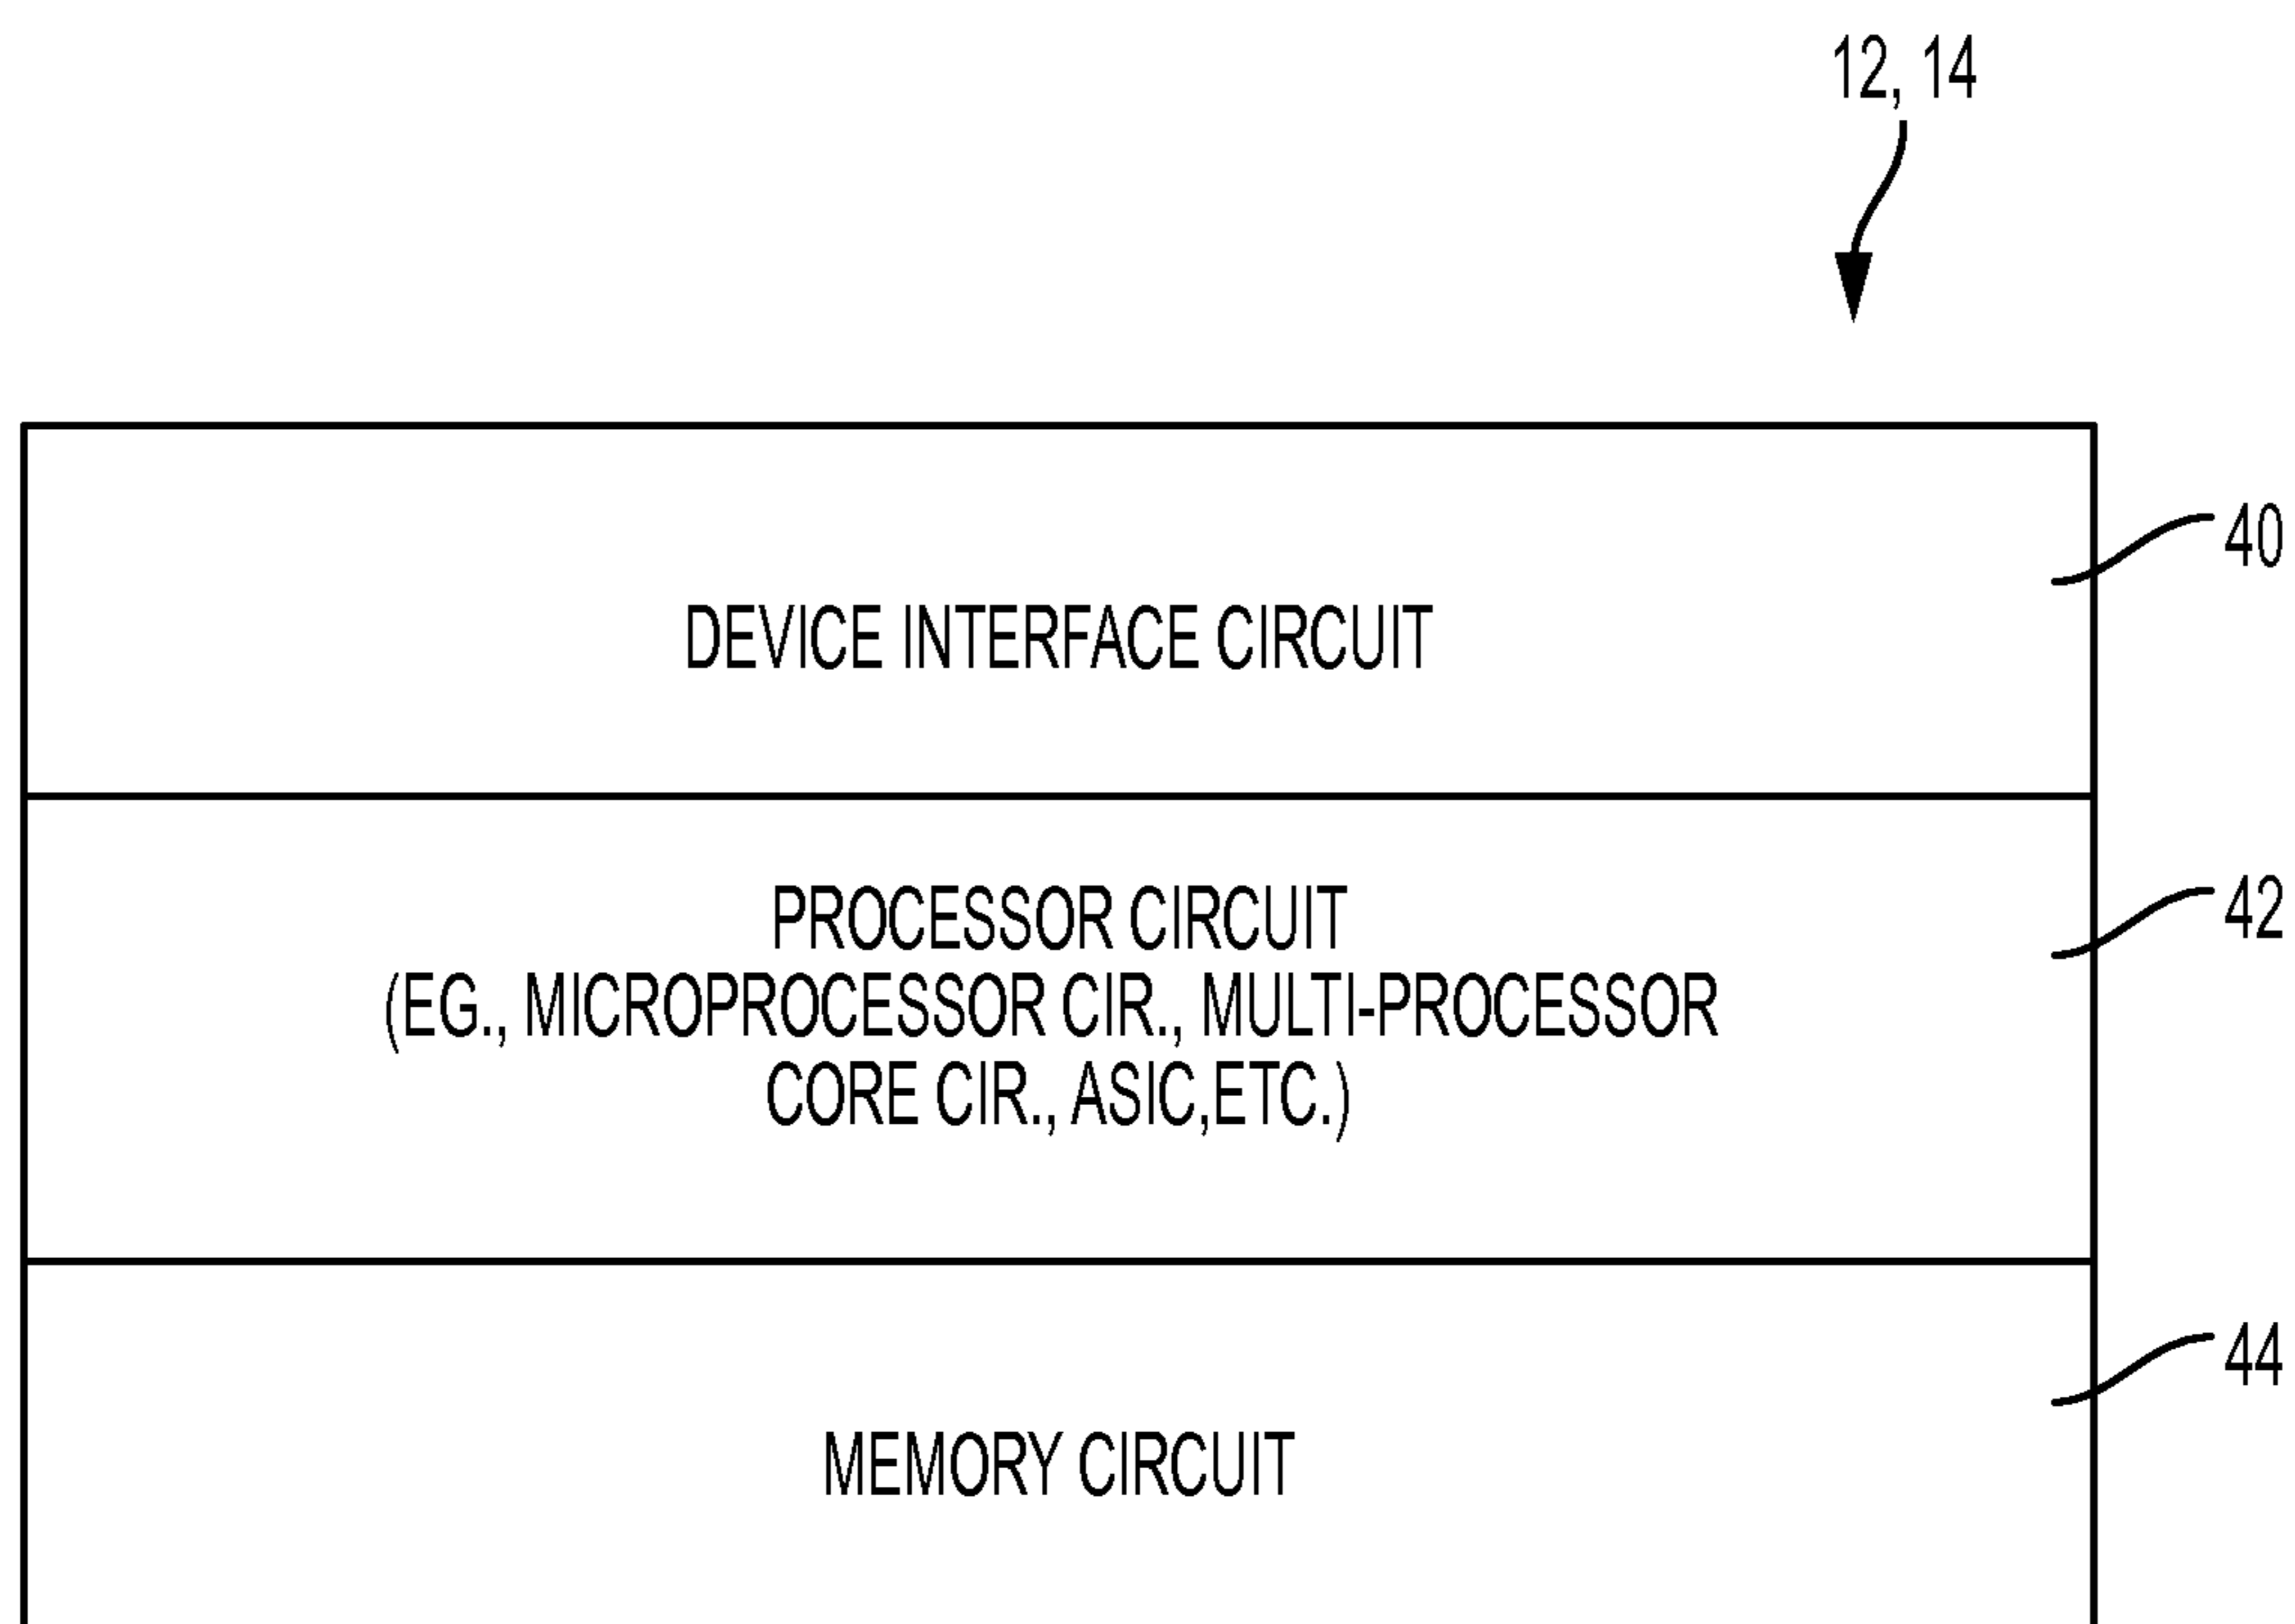 12, 14
40
DEVICE INTERFACE CIRCUIT
42
PROCESSOR CIRCUIT
(EG., MICROPROCESSOR CIR., MULTI-PROCESSOR
CORE CIR., ASIC,ETC.)
44
MEMORY CIRCUIT